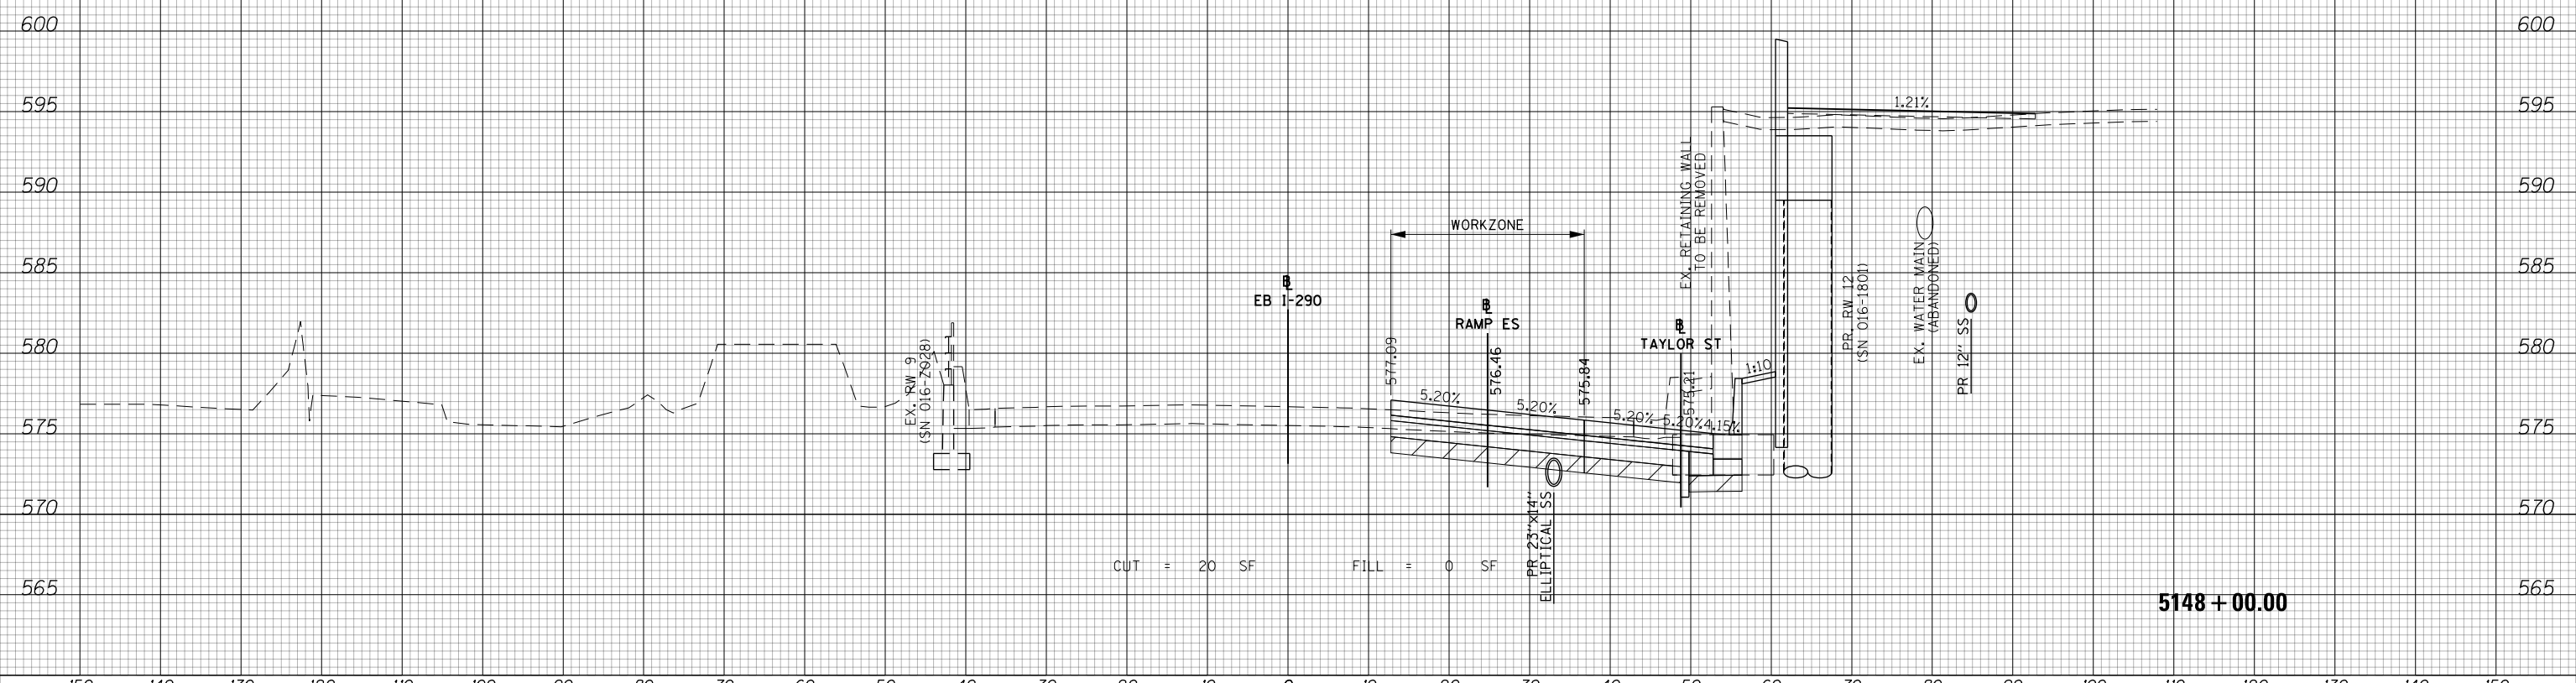 600
600
595
1.21%
595
590
590
EX. RETAINING WALL
TO BE REMOVED
WORKZONE
585
585
℄
EB I-290
℄
RAMP ES
℄
TAYLOR ST
580
580
EX. RW 9
(SN 016-Z028)
577.09
576.46
575.84
575.21
1:10
PR. RW 12
(SN 016-1801)
EX. WATER MAIN
(ABANDONED)
PR 12" SS
5.20%
5.20%
5.20%
5.20%
4.15%
575
575
570
570
PR 23"x14"
ELLIPTICAL SS
CUT = 20 SF
FILL = 0 SF
565
565
5148+00.00